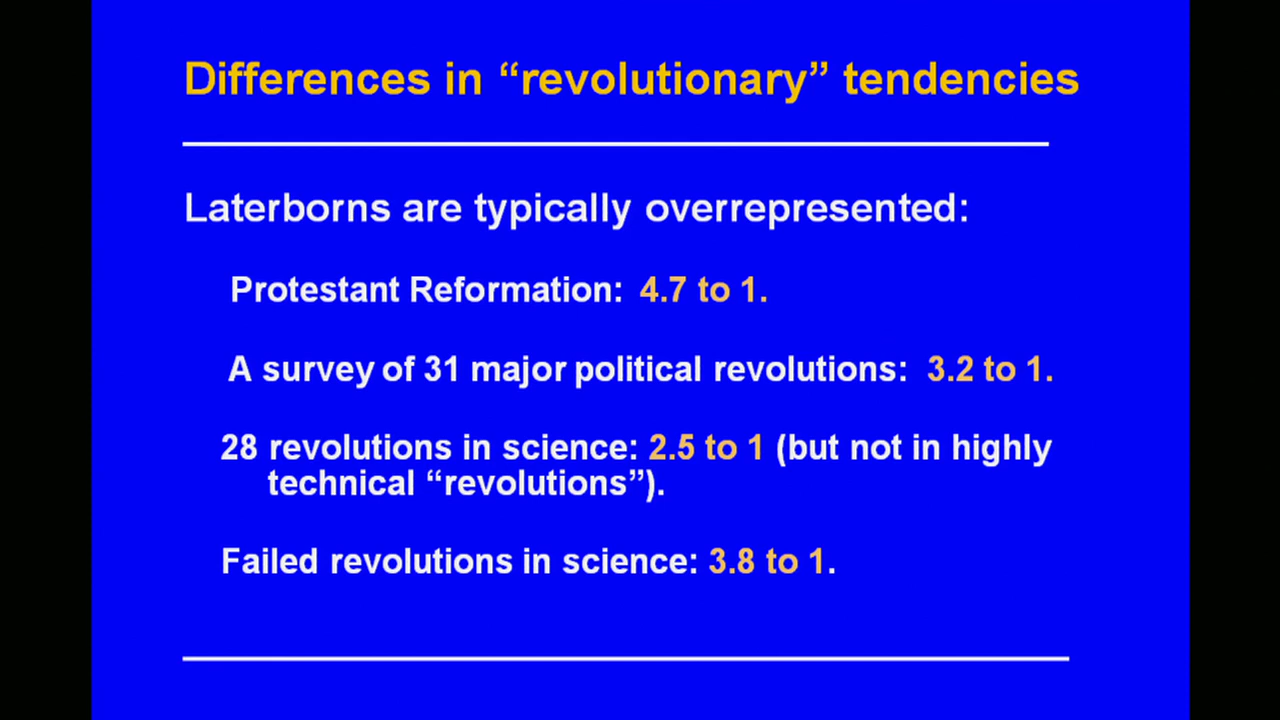 Differences in “revolutionary” tendencies
Laterborns are typically overrepresented:
Protestant Reformation: 4.7 to 1.
A survey of 31 major political revolutions: 3.2 to 1.
28 revolutions in science: 2.5 to 1 (but not in highly
technical “revolutions”).
Failed revolutions in science: 3.8 to 1.